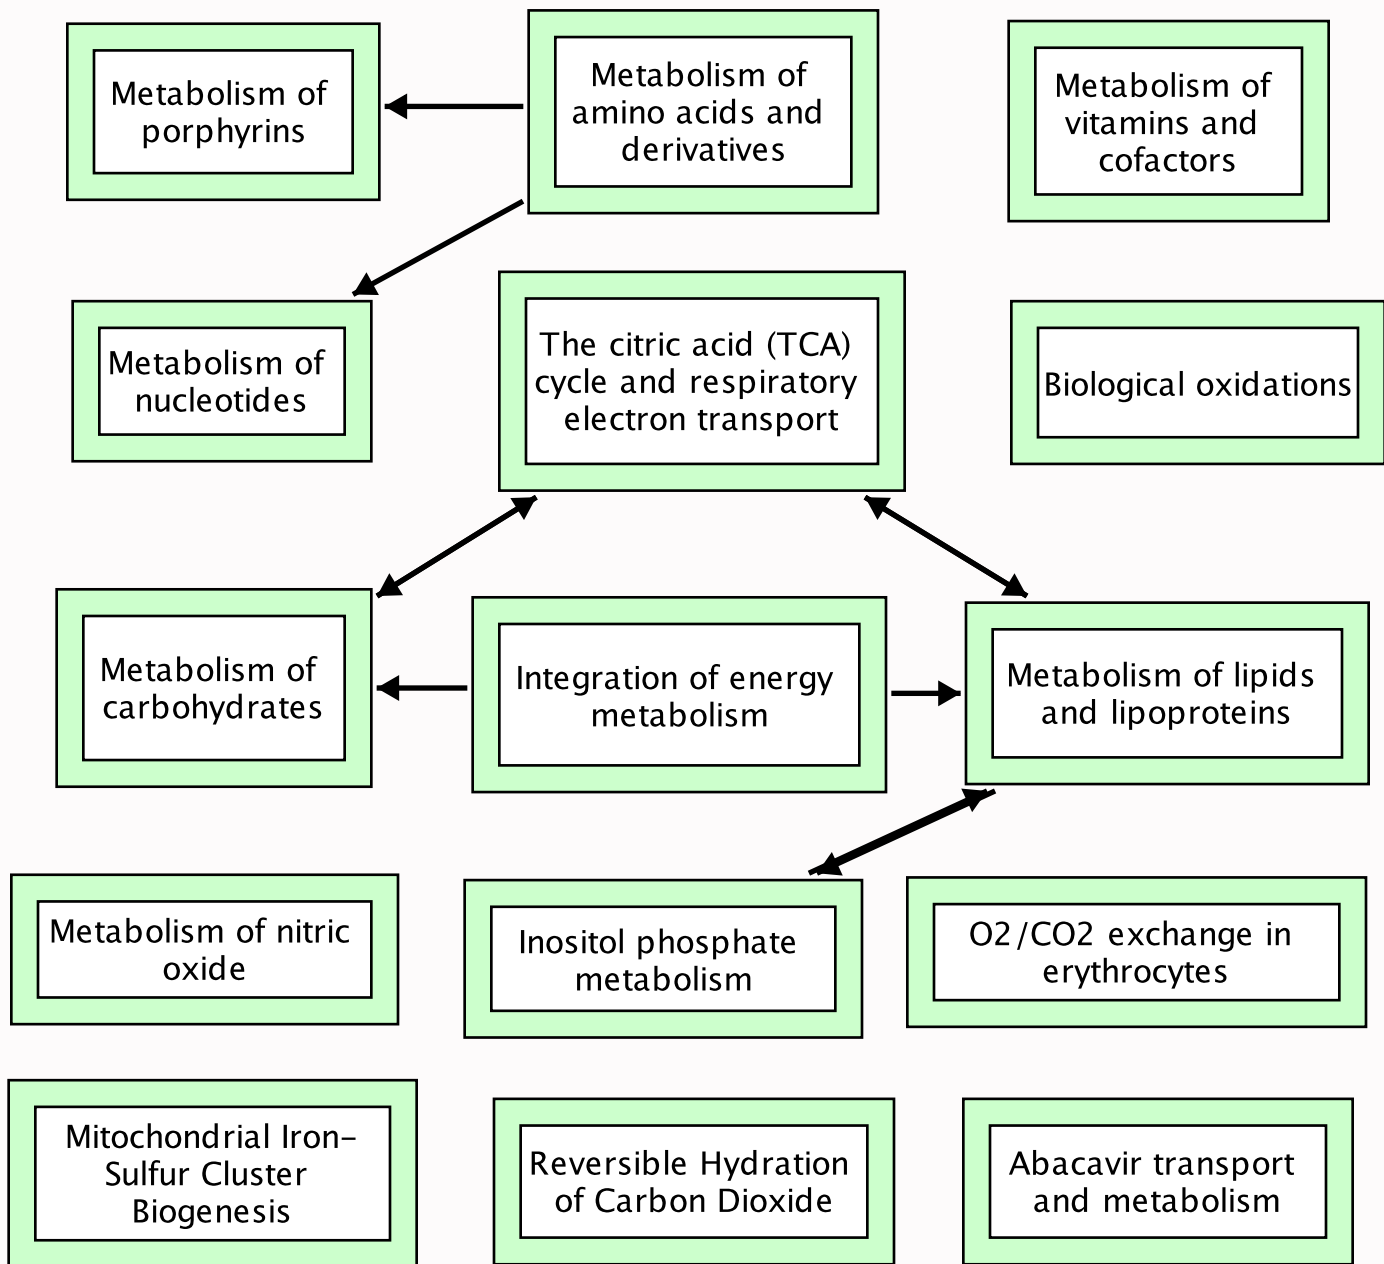 Metabolism of
porphyrins
Metabolism of
amino acids and
derivatives
Metabolism of
vitamins and
cofactors
Metabolism of
nucleotides
The citric acid (TCA)
cycle and respiratory
electron transport
Biological oxidations
Metabolism of
carbohydrates
Integration of energy
metabolism
Metabolism of lipids
and lipoproteins
Metabolism of nitric
oxide
Inositol phosphate
metabolism
O2/CO2 exchange in
erythrocytes
Mitochondrial Iron-
Sulfur Cluster
Biogenesis
Reversible Hydration
of Carbon Dioxide
Abacavir transport
and metabolism